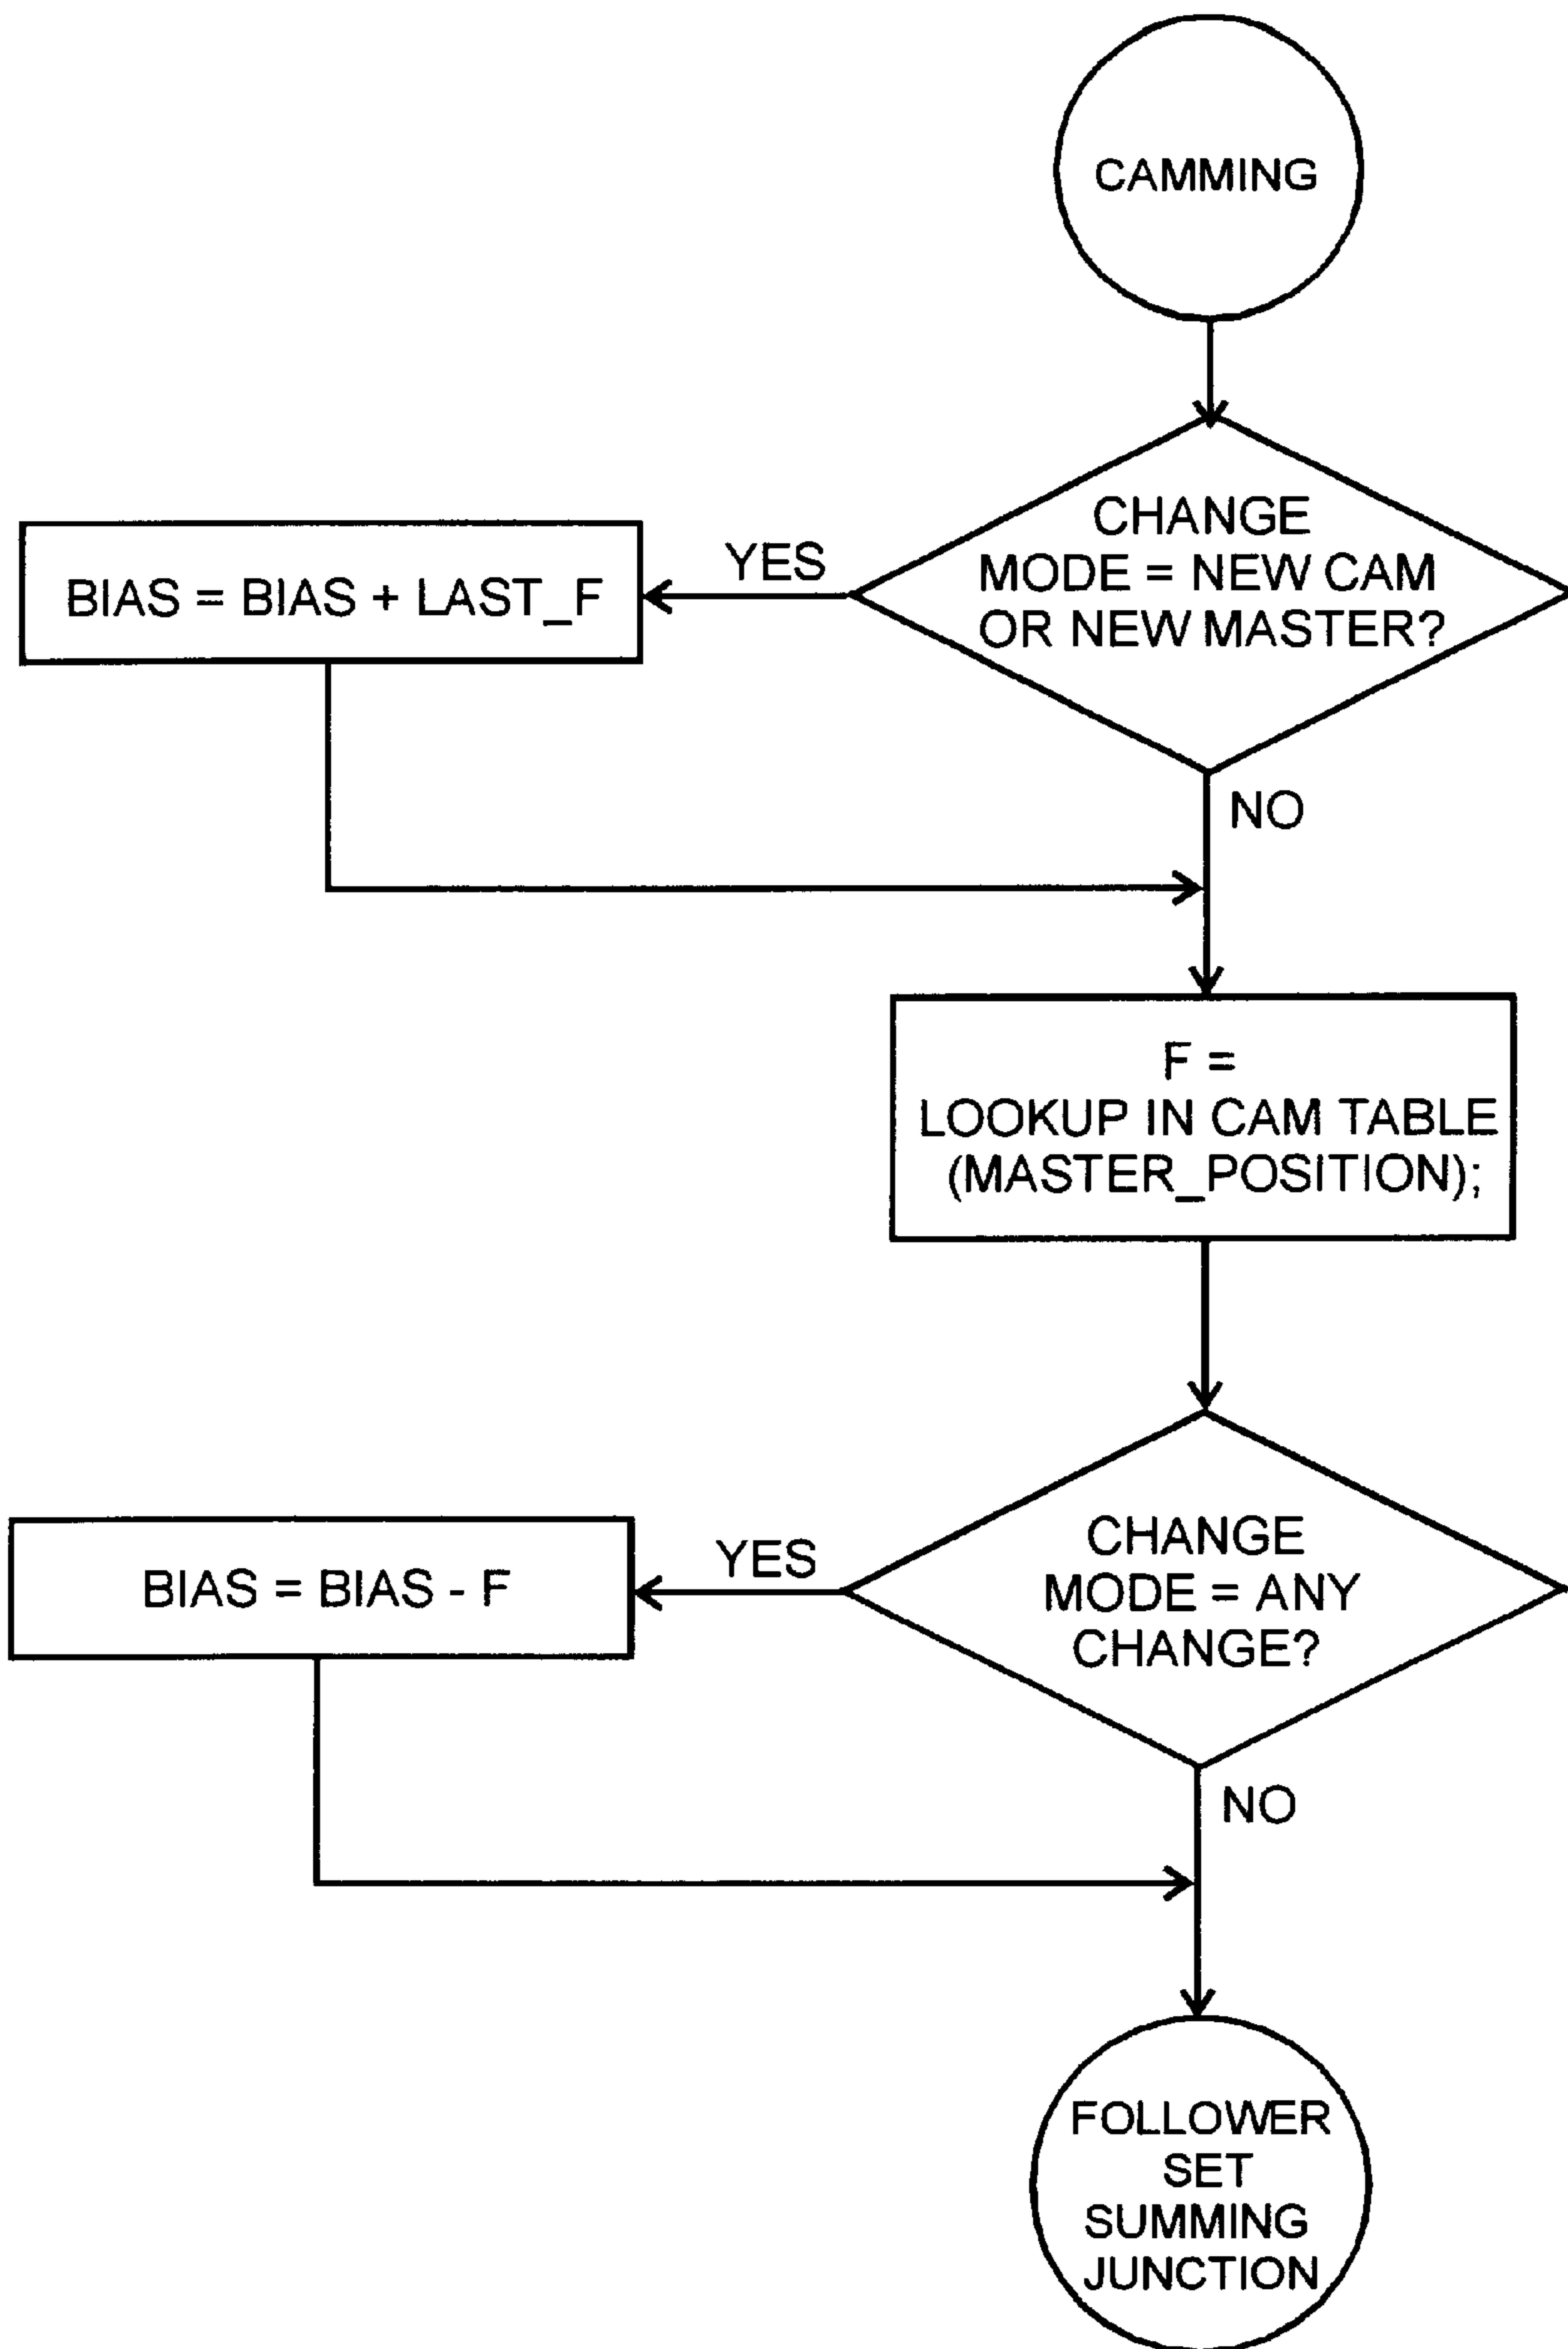 CAMMING
CHANGE
MODE = NEW CAM
OR NEW MASTER?
YES
BIAS = BIAS + LAST_F
NO
F =
LOOKUP IN CAM TABLE
(MASTER_POSITION);
CHANGE
MODE = ANY
CHANGE?
YES
BIAS = BIAS - F
NO
FOLLOWER
SET
SUMMING
JUNCTION